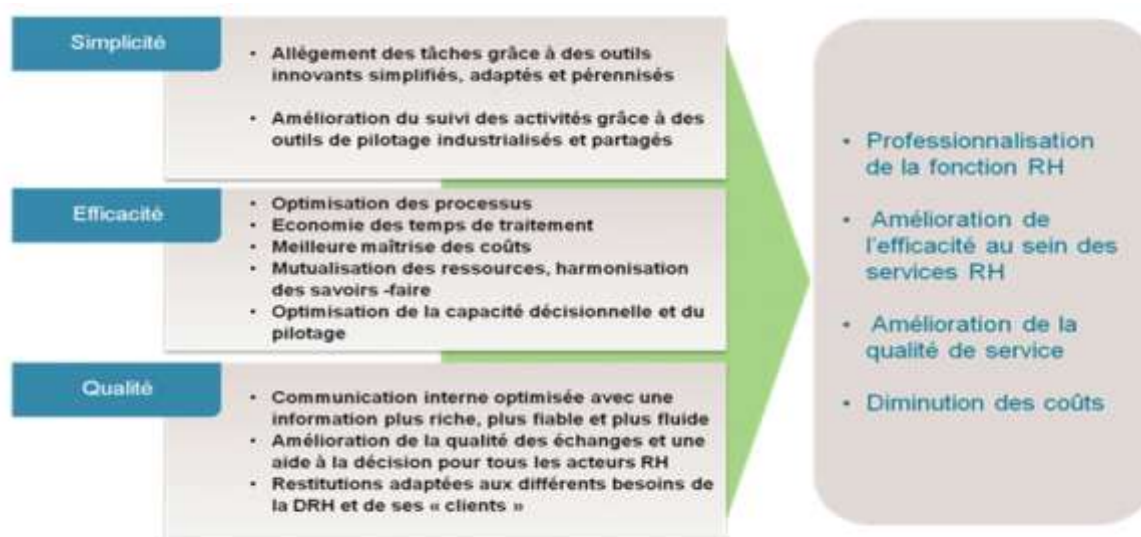 Simplicité
• Allégement des tâches grâce à des outils
innovants simplifiés, adaptés et pérennisés
• Amélioration du suivi des activités grâce à des
outils de pilotage industrialisés et partagés
Efficacité
• Optimisation des processus
• Economie des temps de traitement
• Meilleure maîtrise des coûts
• Mutualisation des ressources, harmonisation
des savoirs -faire
• Optimisation de la capacité décisionnelle et du
pilotage
Qualité
• Communication interne optimisée avec une
information plus riche, plus fiable et plus fluide
• Amélioration de la qualité des échanges et une
aide à la décision pour tous les acteurs RH
• Restitutions adaptées aux différents besoins de
la DRH et de ses « clients »
• Professionnalisation
de la fonction RH
• Amélioration de
l'efficacité au sein des
services RH
• Amélioration de la
qualité de service
• Diminution des coûts